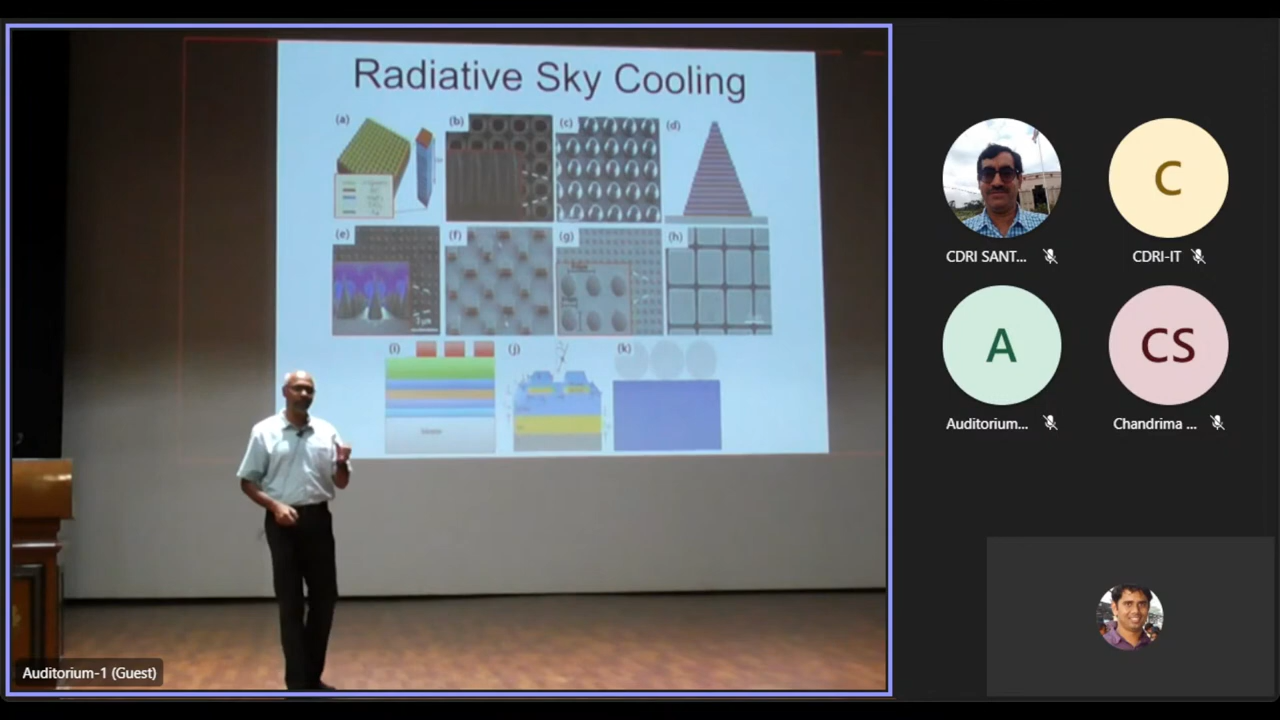 Radiative Sky Cooling
(a)
(b)
(c)
(d)
(e)
(f)
(g)
(h)
(i)
(j)
(k)
Auditorium-1 (Guest)
CDRI SANT...
C
CDRI-IT
A
Auditorium...
CS
Chandrima ...